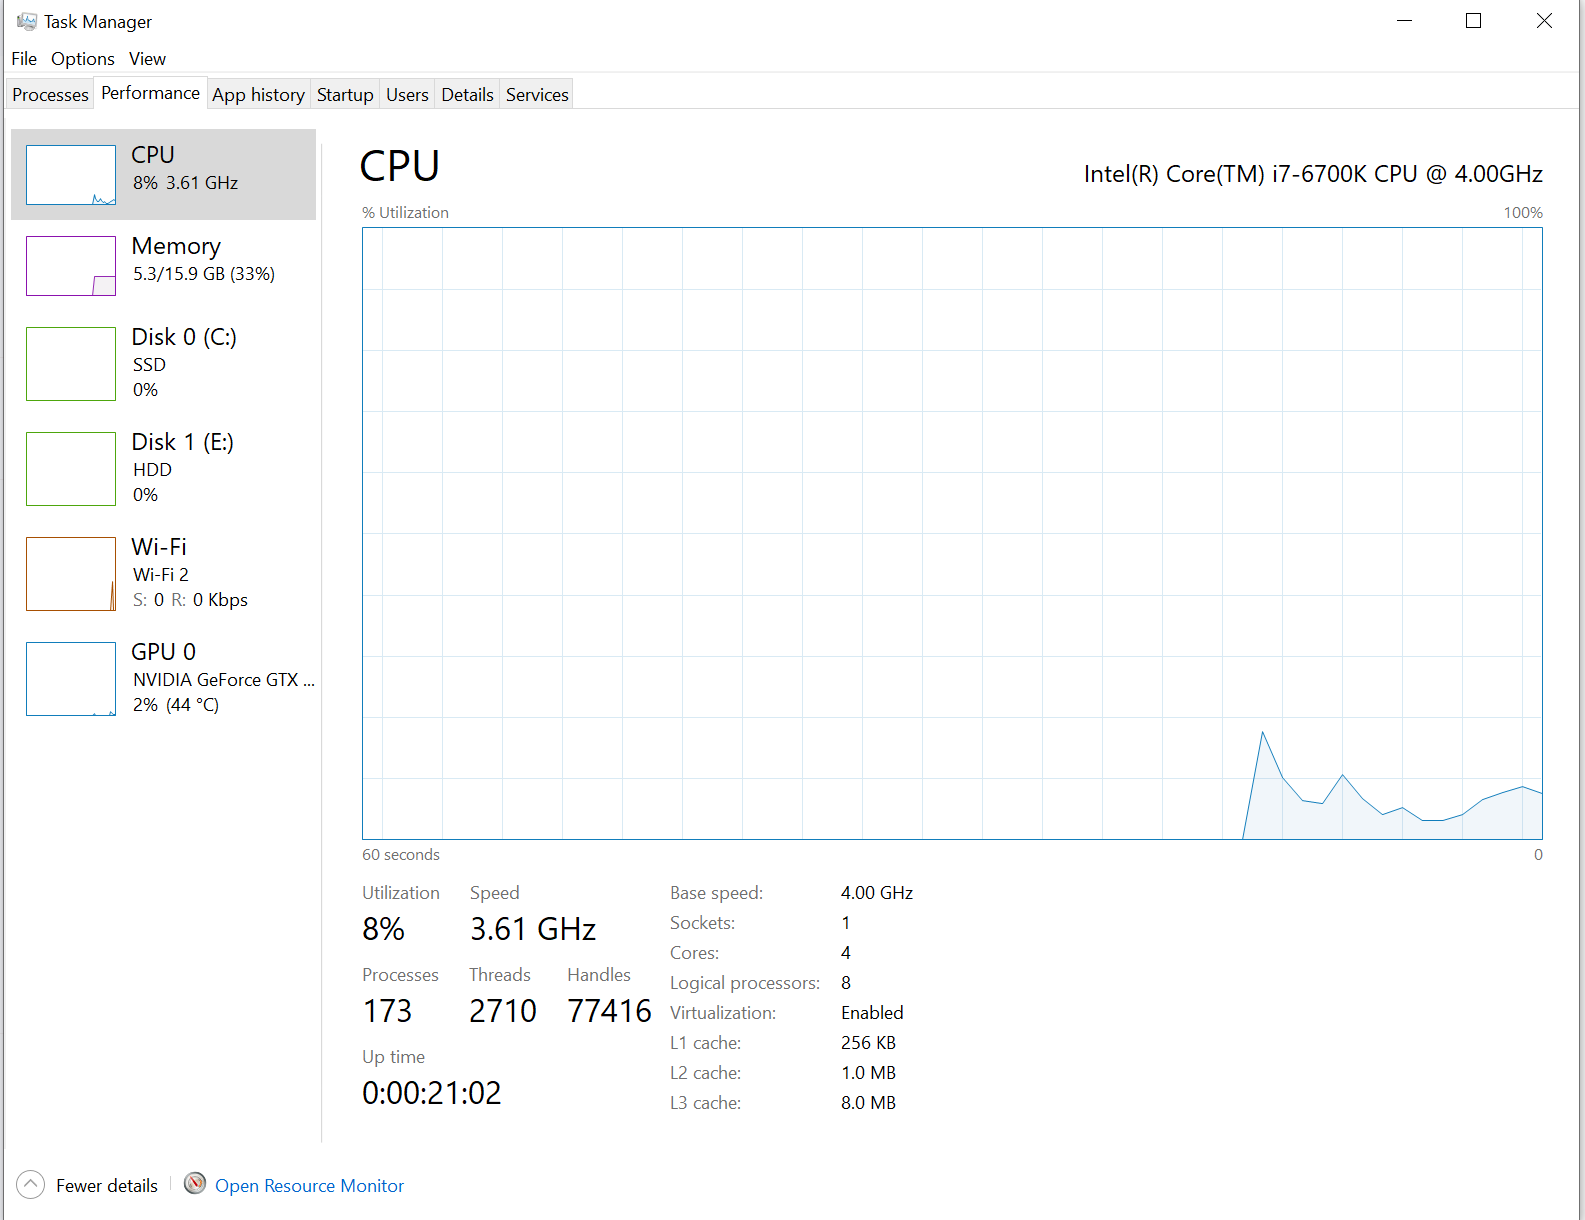 Task Manager
File Options View
Processes Performance App history Startup Users Details Services
CPU
8% 3.61 GHz
Memory
5.3/15.9 GB (33%)
Disk 0 (C:)
SSD
0%
Disk 1 (E:)
HDD
0%
Wi-Fi
Wi-Fi 2
S: 0 R: 0 Kbps
GPU 0
NVIDIA GeForce GTX ...
2% (44 °C)
CPU
Intel(R) Core(TM) i7-6700K CPU @ 4.00GHz
% Utilization 100%
60 seconds 0
Utilization Speed
8% 3.61 GHz
Processes Threads Handles
173 2710 77416
Up time
0:00:21:02
Base speed: 4.00 GHz
Sockets: 1
Cores: 4
Logical processors: 8
Virtualization: Enabled
L1 cache: 256 KB
L2 cache: 1.0 MB
L3 cache: 8.0 MB
Fewer details Open Resource Monitor